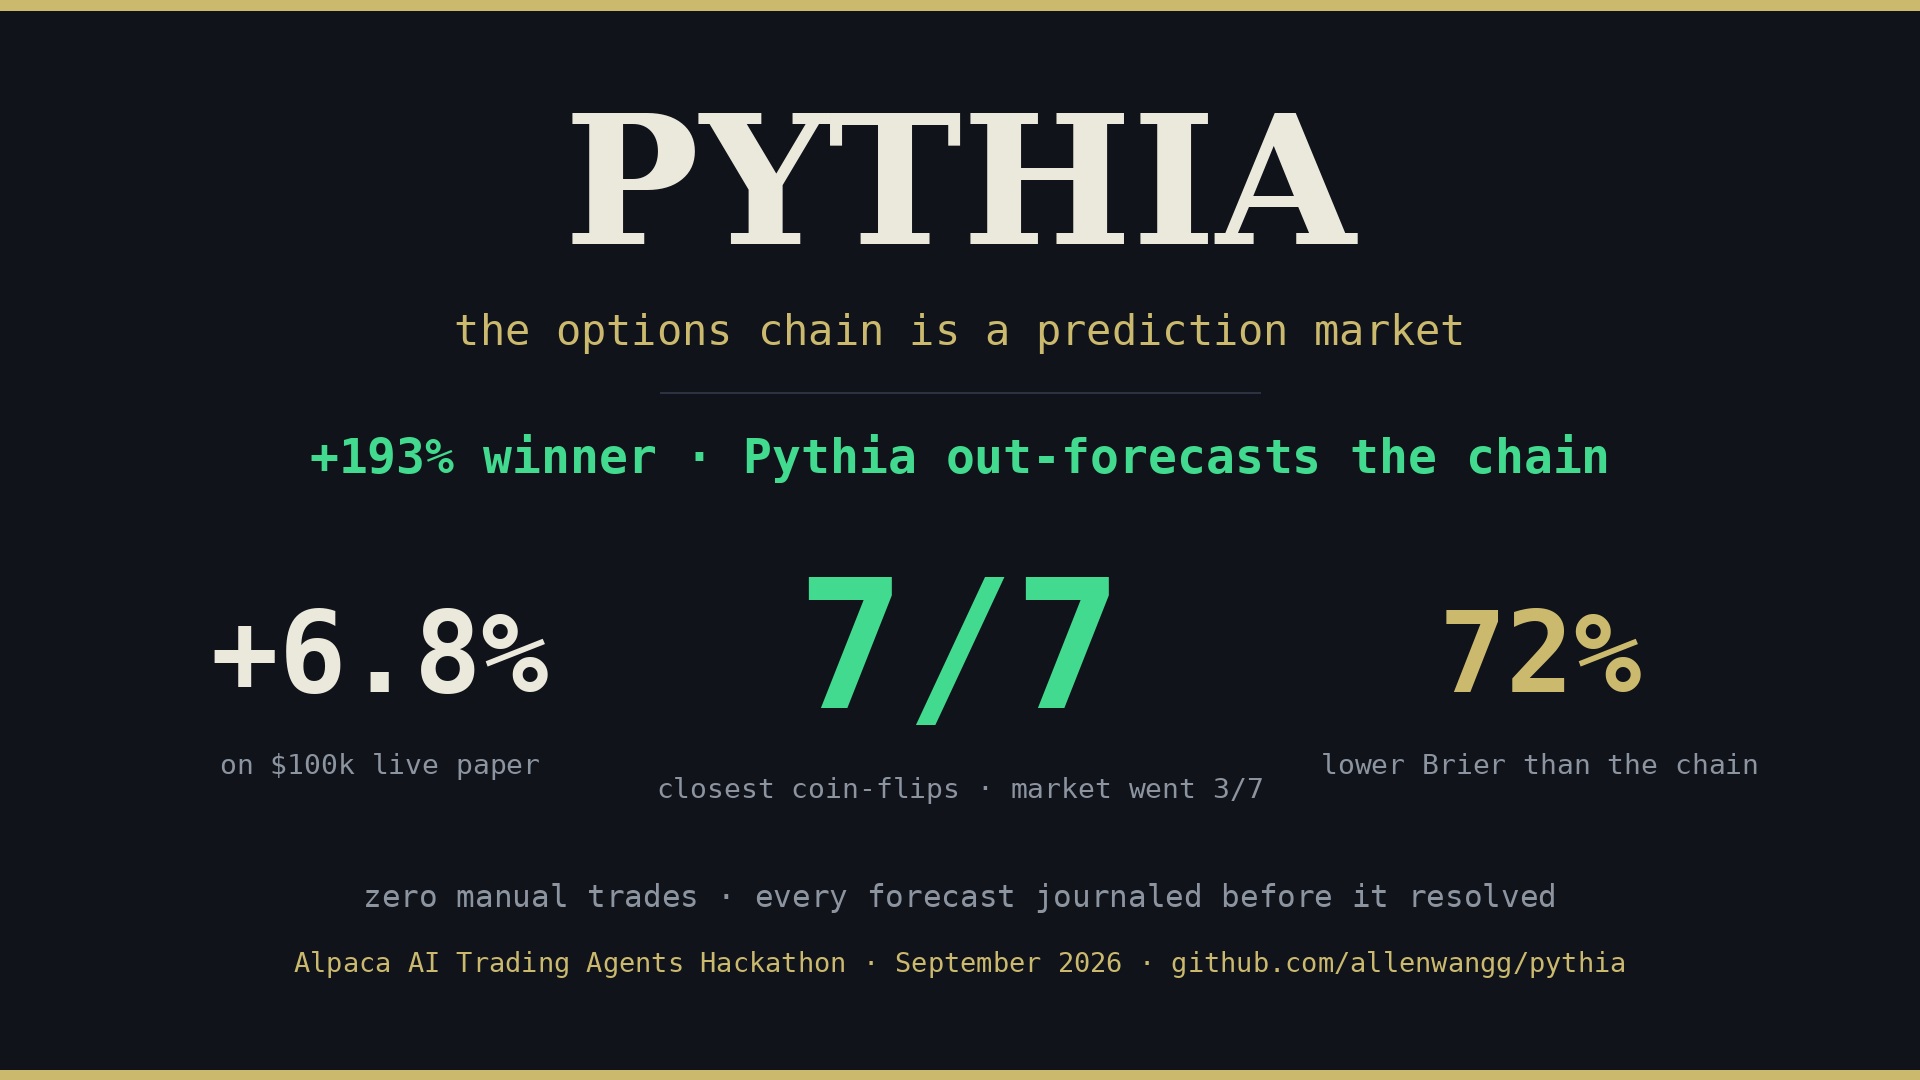 PYTHIA
the options chain is a prediction market
+193% winner · Pythia out-forecasts the chain
+6.8%
on $100k live paper
7/7
closest coin-flips · market went 3/7
72%
lower Brier than the chain
zero manual trades · every forecast journaled before it resolved
Alpaca AI Trading Agents Hackathon · September 2026 · github.com/allenwangg/pythia